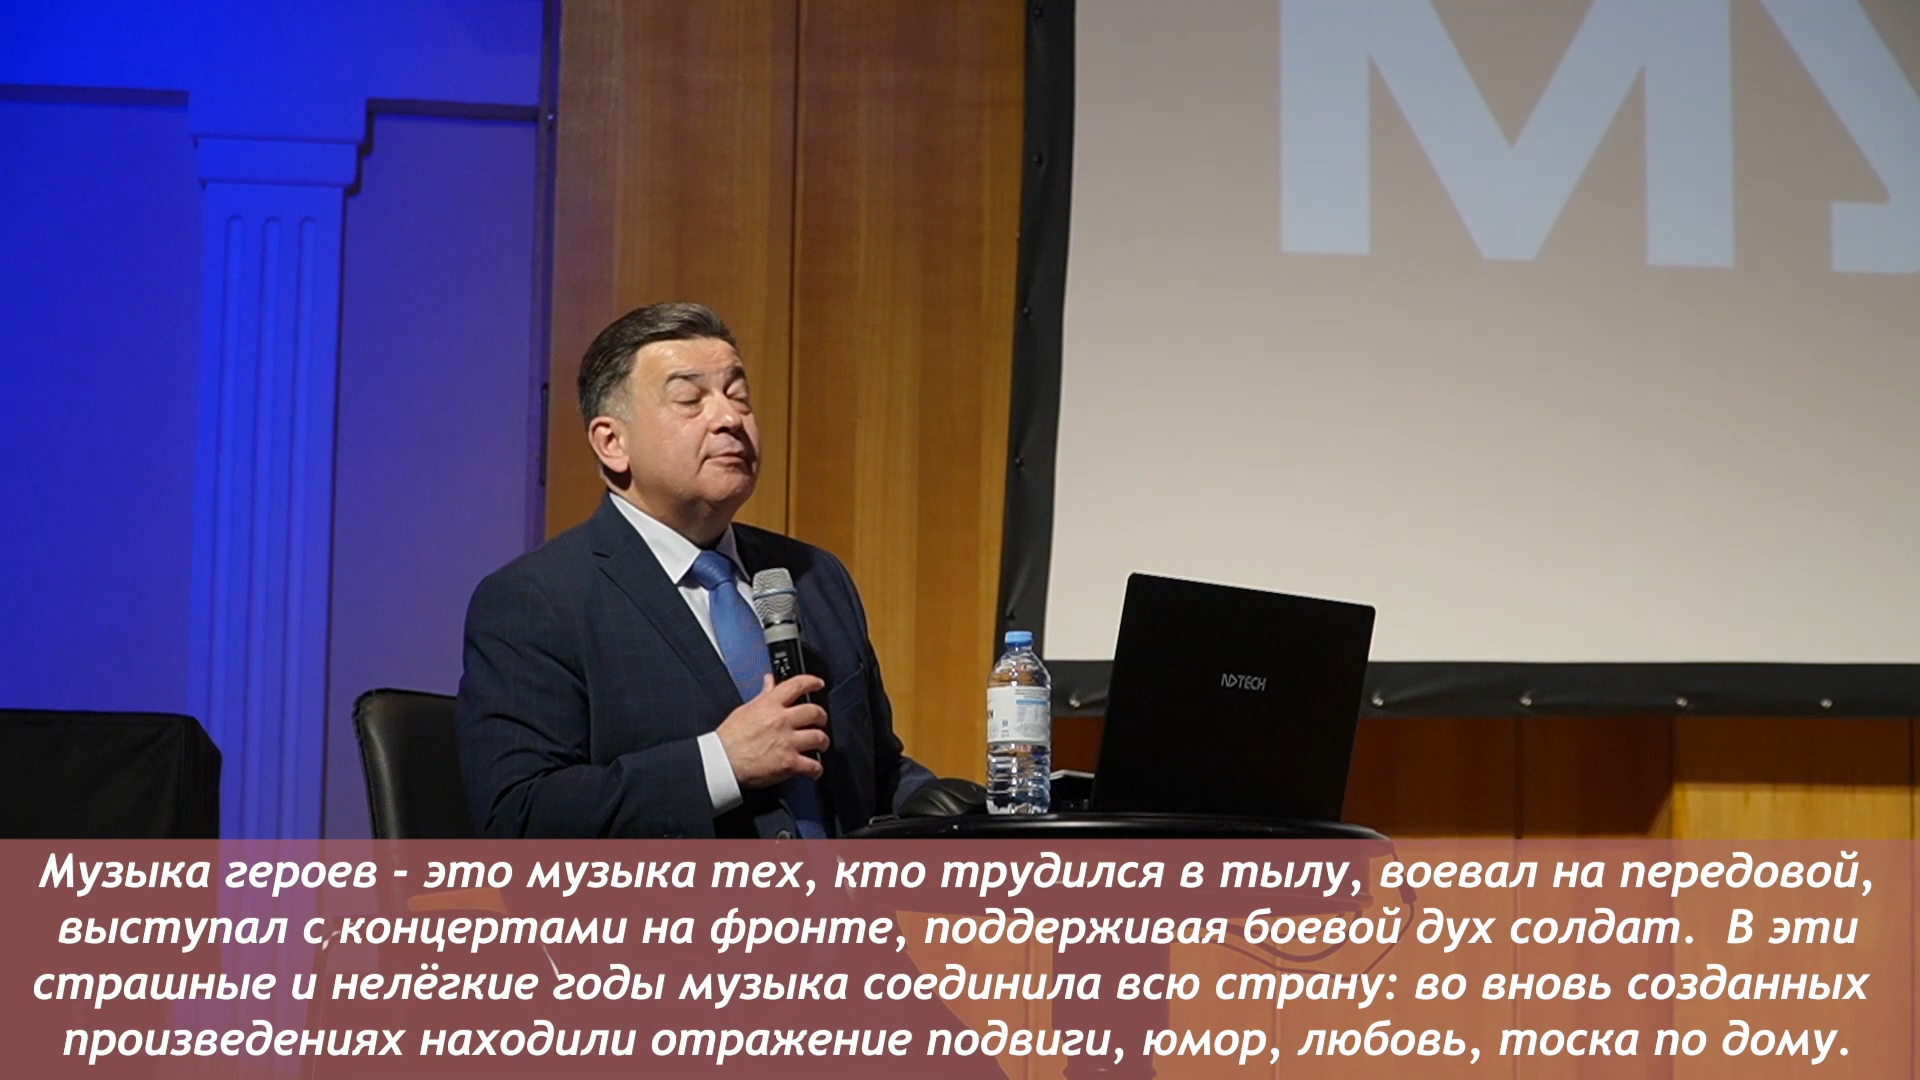 МУ
NDTECH
Музыка героев - это музыка тех, кто трудился в тылу, воевал на передовой,
выступал с концертами на фронте, поддерживая боевой дух солдат. В эти
страшные и нелёгкие годы музыка соединила всю страну: во вновь созданных
произведениях находили отражение подвиги, юмор, любовь, тоска по дому.